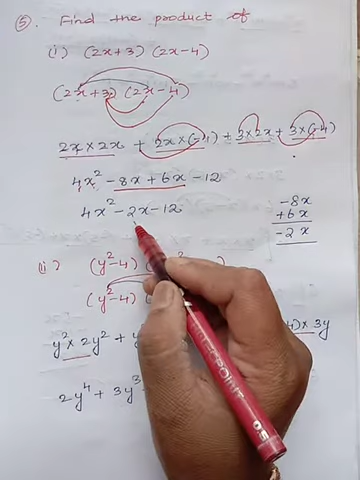 ⑤. Find the product of
(i) (2x+3) (2x-4)
(2x+3) (2x-4)
2x × 2x + 2x × (-4) + 3 × 2x + 3 × (-4)
4x² - 8x + 6x - 12
4x² - 2x - 12
-8x
+6x
-2x
(ii) (y²-4)
(y²-4)
y² × 2y² + × 3y
2y⁴ + 3y³